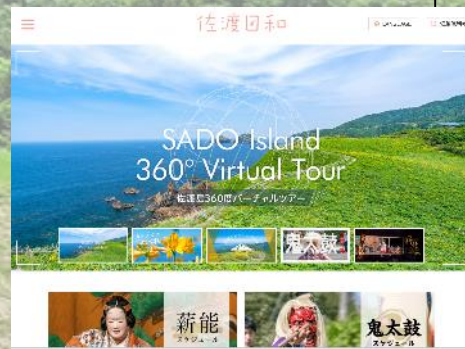 佐渡日和
LANGUAGE
SADO Island
360° Virtual Tour
佐渡島360度バーチャルツアー
鬼太鼓
薪能
スケジュール
鬼太鼓
スケジュール